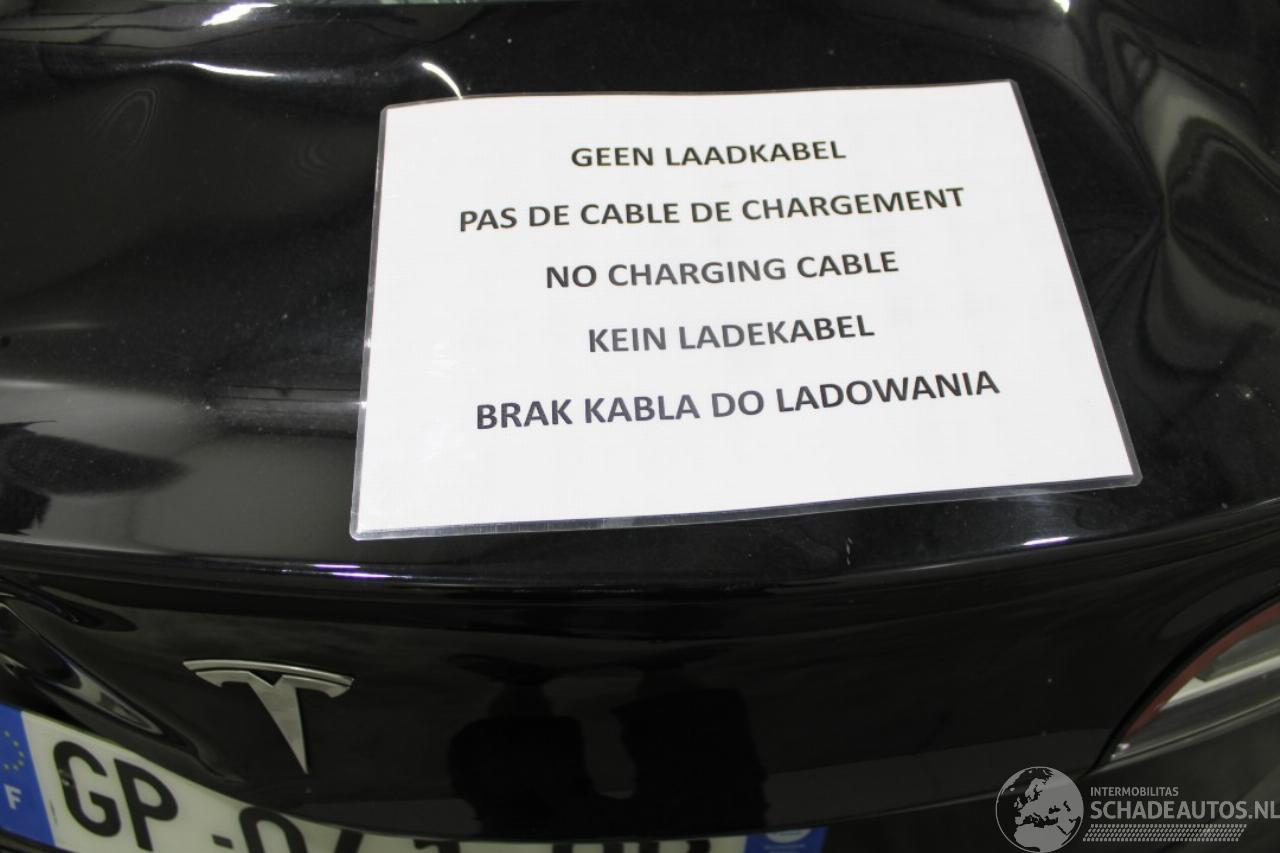 GEEN LAADKABEL
PAS DE CABLE DE CHARGEMENT
NO CHARGING CABLE
KEIN LADEKABEL
BRAK KABLA DO LADOWANIA
F
GP
INTERMOBILITAS
SCHADEAUTOS.NL